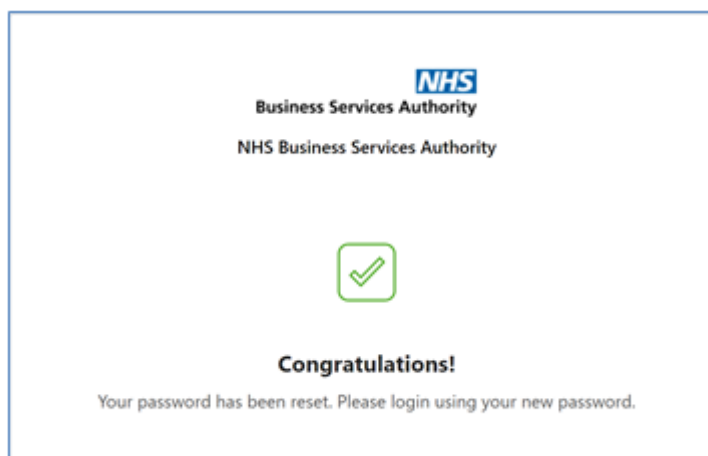 NHS
Business Services Authority
NHS Business Services Authority
Congratulations!
Your password has been reset. Please login using your new password.